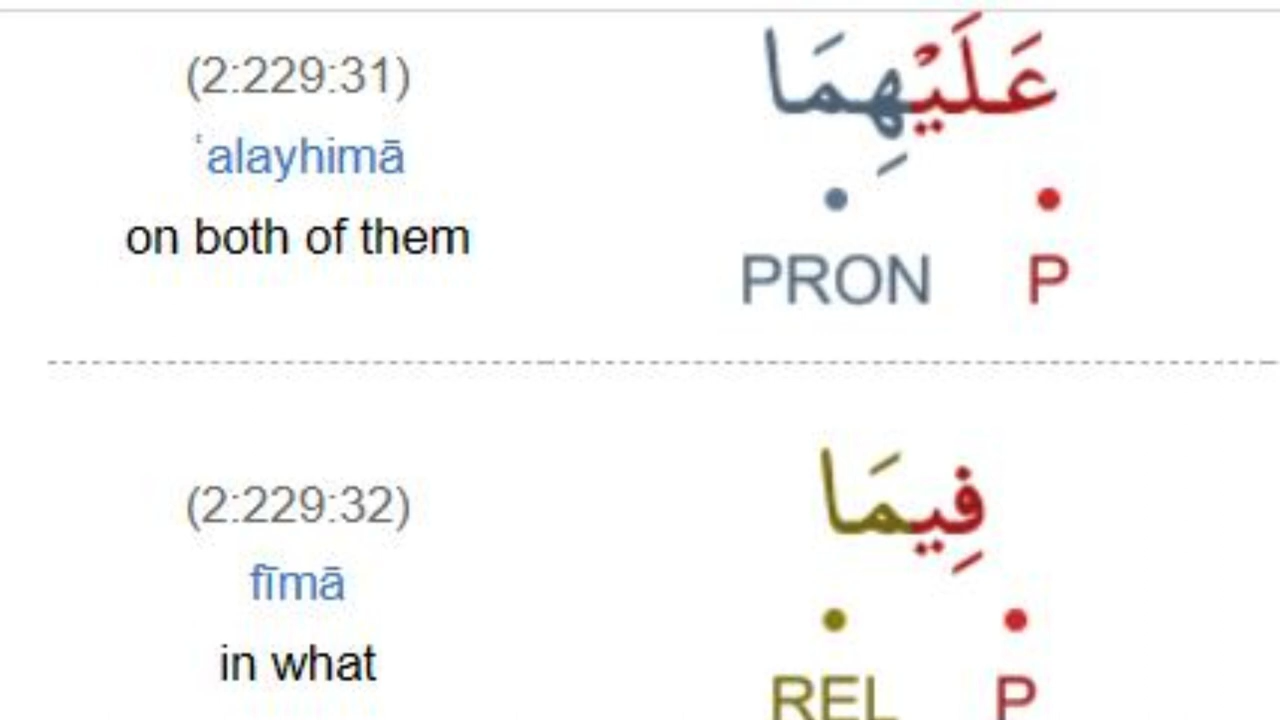 (2:229:31)
ʿalayhimā
on both of them
عَلَيْهِمَا
PRON P
(2:229:32)
fīmā
in what
فِيمَا
REL P